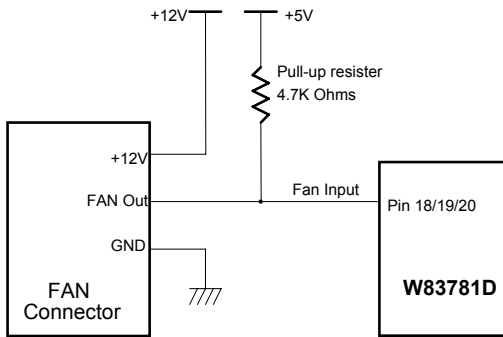 +12V
+5V
Pull-up resister
4.7K Ohms
+12V
FAN Out
Fan Input
Pin 18/19/20
GND
W83781D
FAN
Connector